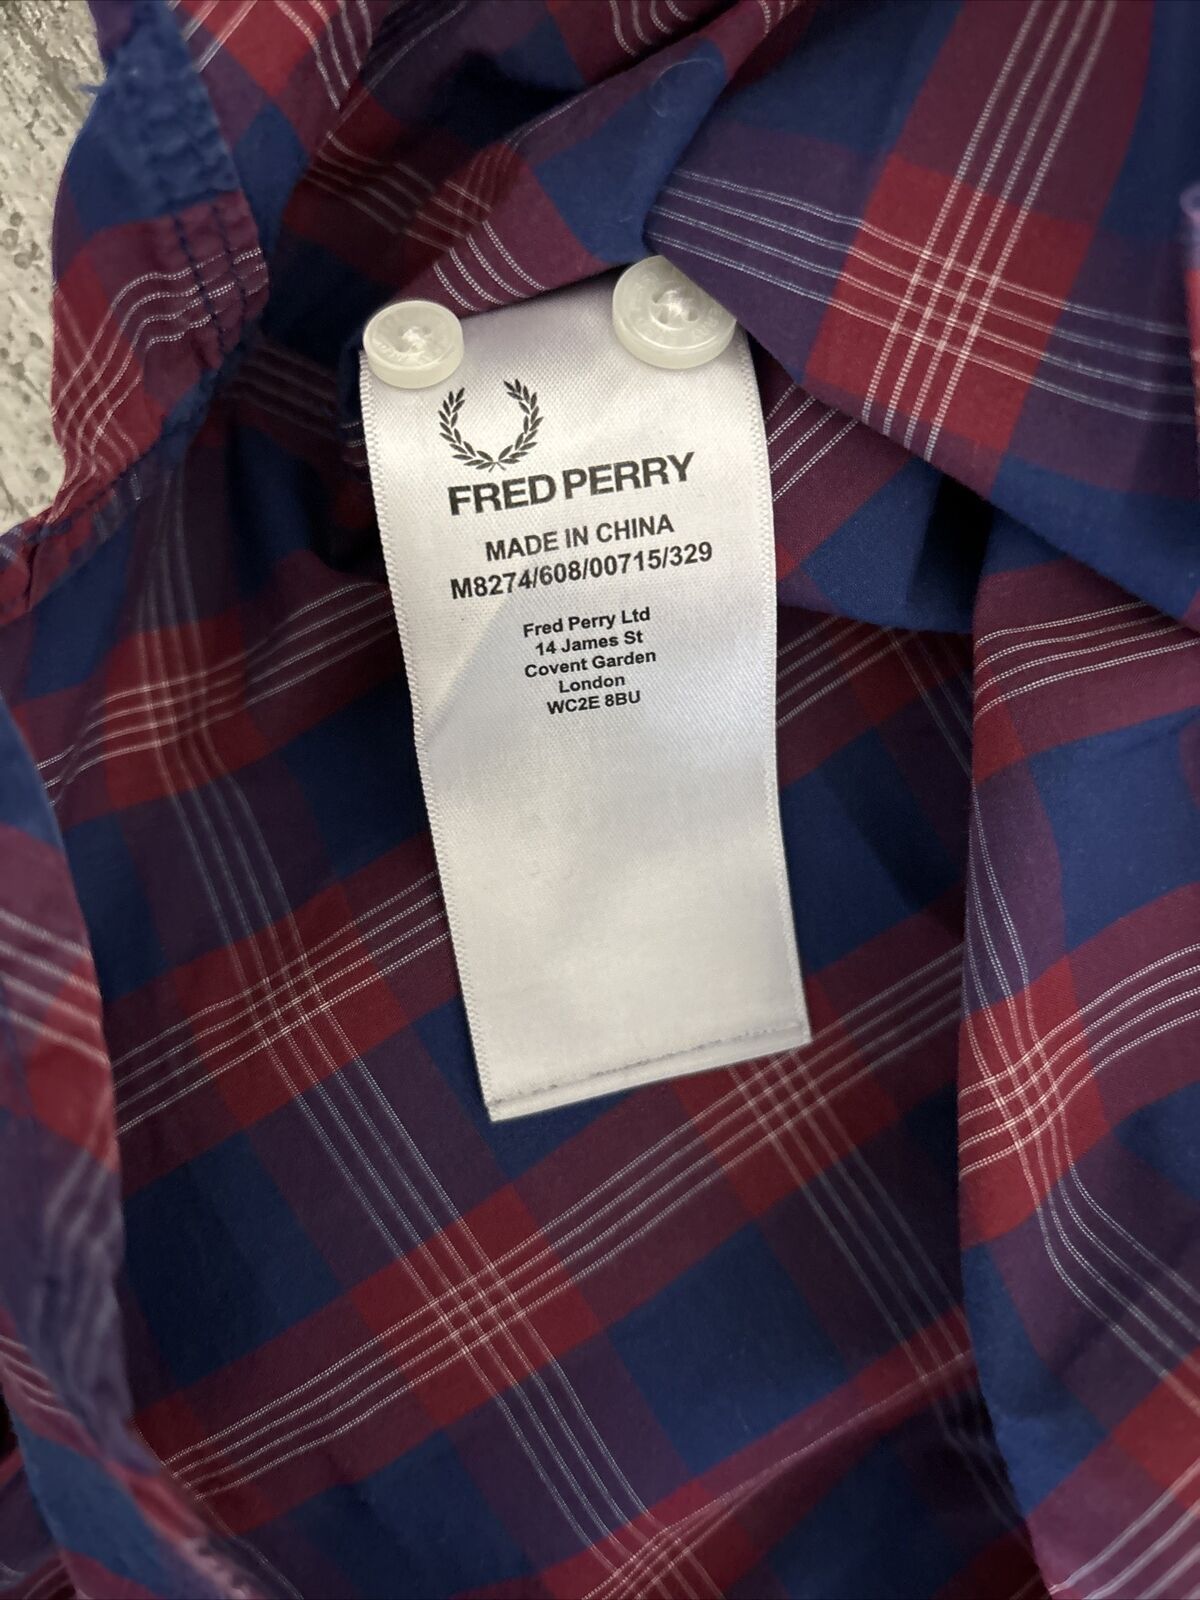 FRED PERRY
MADE IN CHINA
M8274/608/00715/329
Fred Perry Ltd
14 James St
Covent Garden
London
WC2E 8BU